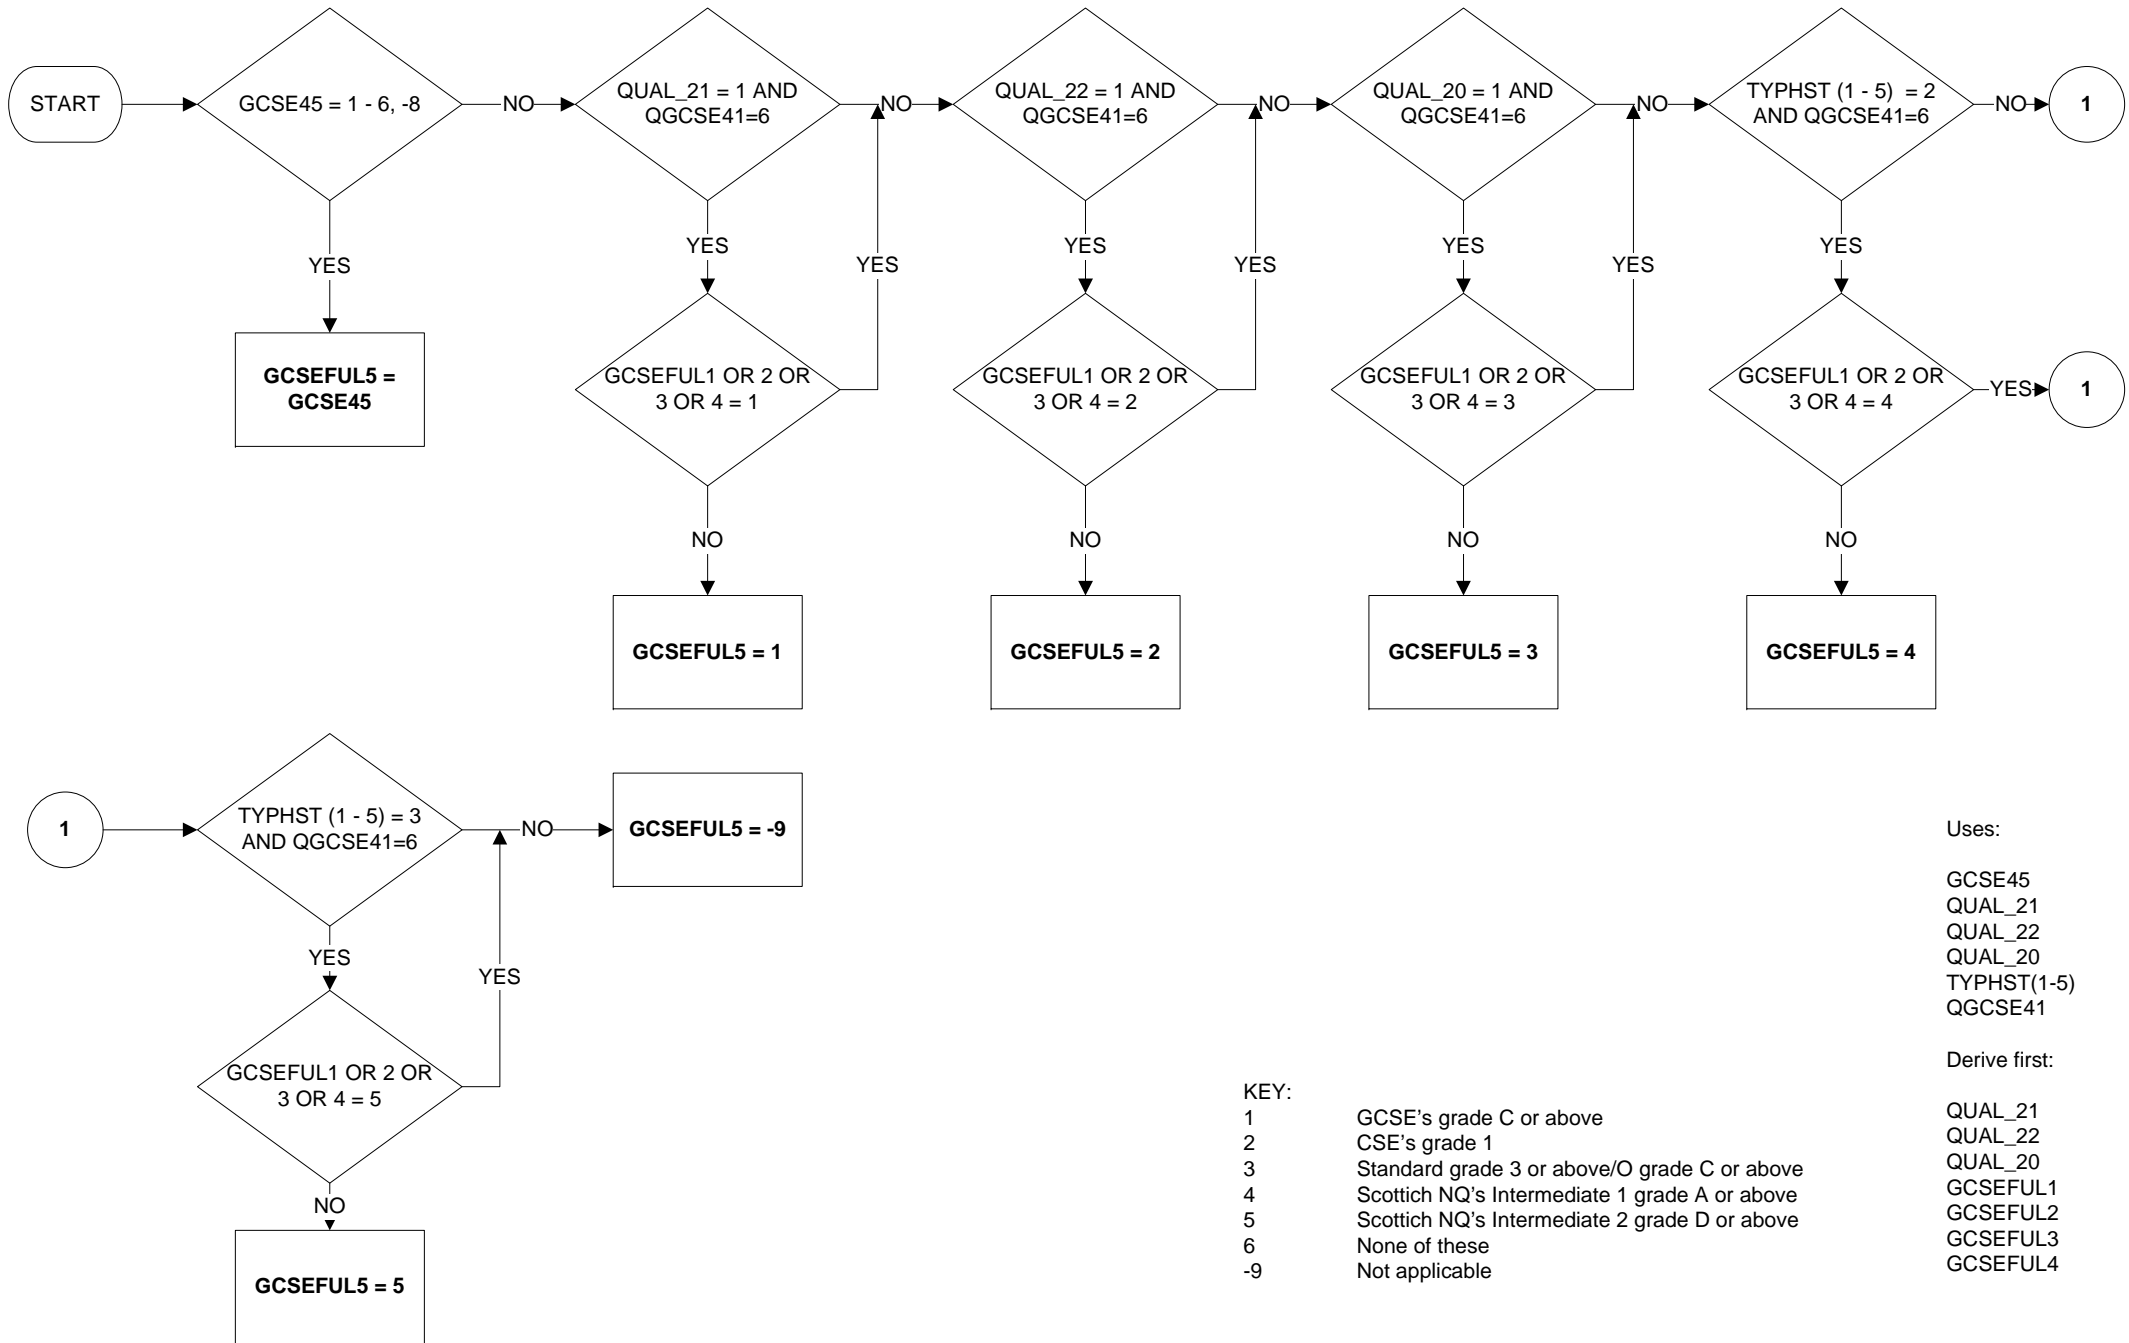 START
GCSE45 = 1 - 6, -8
NO
QUAL_21 = 1 AND
QGCSE41=6
NO
QUAL_22 = 1 AND
QGCSE41=6
NO
QUAL_20 = 1 AND
QGCSE41=6
NO
TYPHST (1 - 5) = 2
AND QGCSE41=6
NO
1
YES
YES
YES
YES
YES
YES
YES
YES
GCSEFUL5 =
GCSE45
GCSEFUL1 OR 2 OR
3 OR 4 = 1
GCSEFUL1 OR 2 OR
3 OR 4 = 2
GCSEFUL1 OR 2 OR
3 OR 4 = 3
GCSEFUL1 OR 2 OR
3 OR 4 = 4
YES
1
NO
NO
NO
NO
GCSEFUL5 = 1
GCSEFUL5 = 2
GCSEFUL5 = 3
GCSEFUL5 = 4
1
TYPHST (1 - 5) = 3
AND QGCSE41=6
NO
GCSEFUL5 = -9
YES
YES
GCSEFUL1 OR 2 OR
3 OR 4 = 5
NO
GCSEFUL5 = 5
KEY:
1 GCSE’s grade C or above
2 CSE’s grade 1
3 Standard grade 3 or above/O grade C or above
4 Scottich NQ’s Intermediate 1 grade A or above
5 Scottich NQ’s Intermediate 2 grade D or above
6 None of these
-9 Not applicable
Uses:
GCSE45
QUAL_21
QUAL_22
QUAL_20
TYPHST(1-5)
QGCSE41
Derive first:
QUAL_21
QUAL_22
QUAL_20
GCSEFUL1
GCSEFUL2
GCSEFUL3
GCSEFUL4